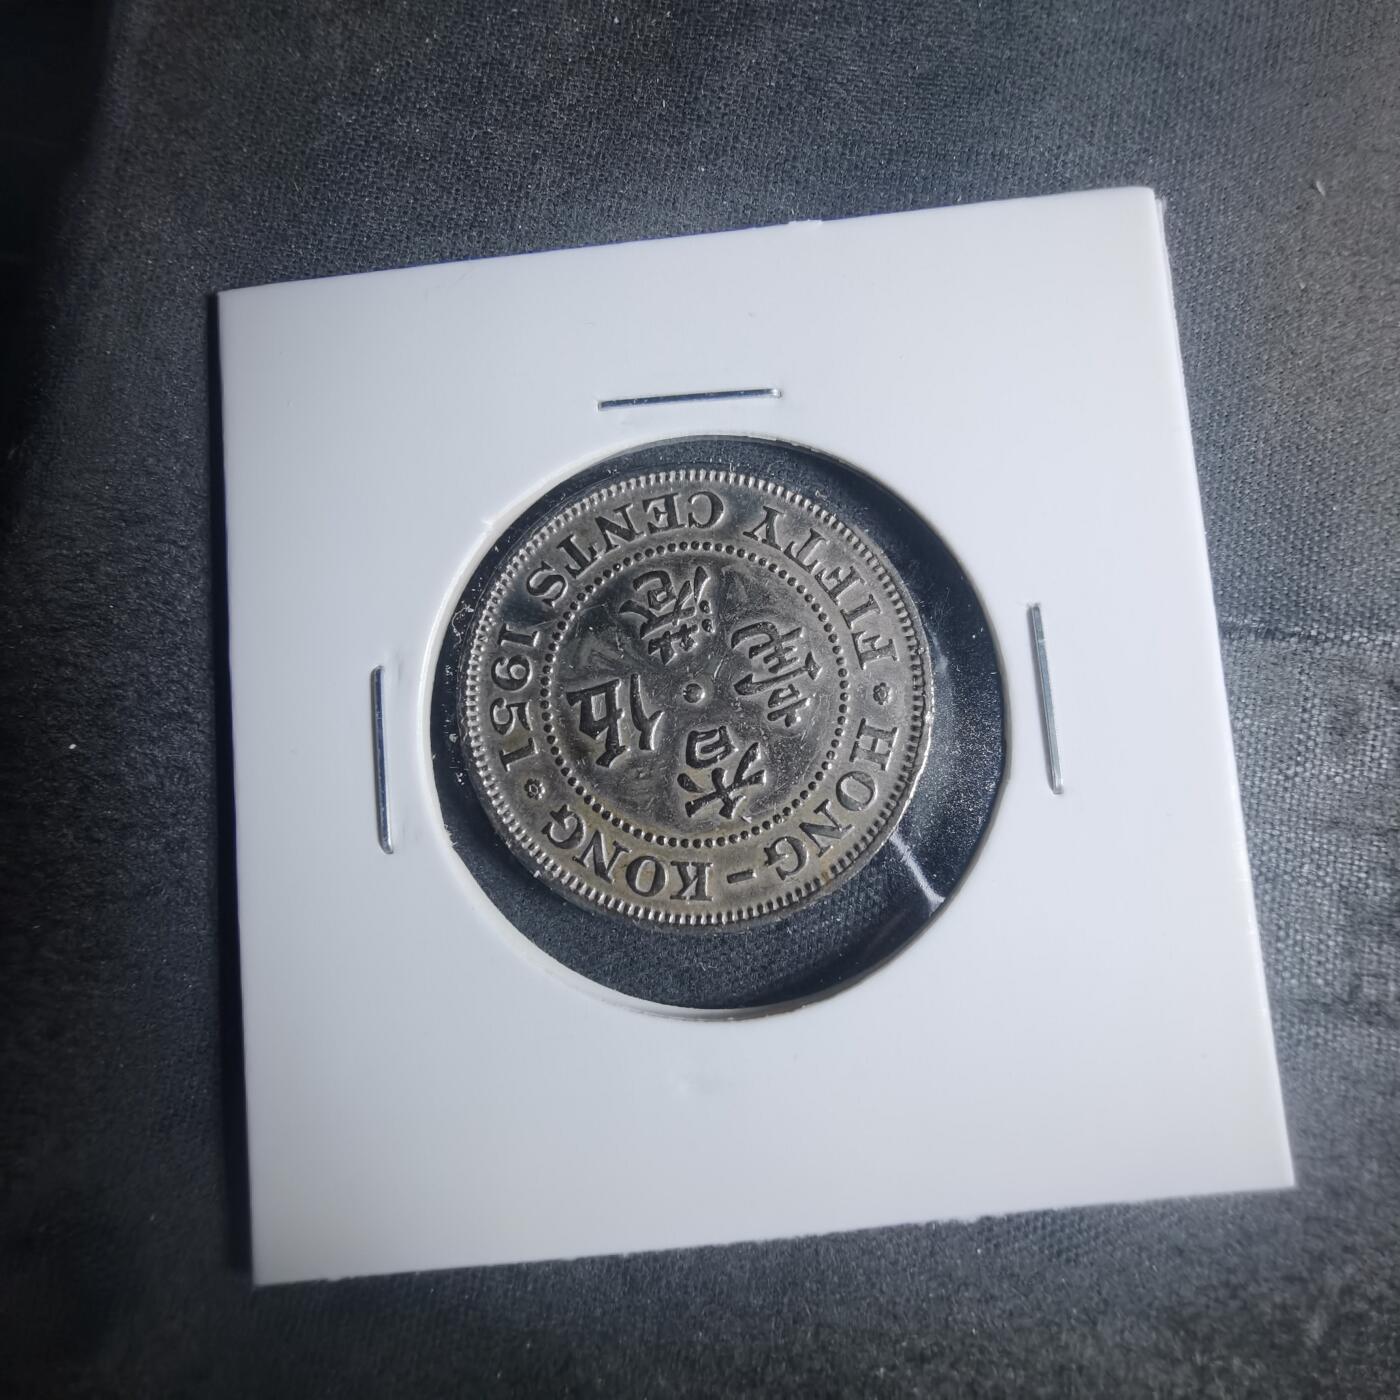 HONG-KONG
香港
伍毫
FIFTY CENTS 1951